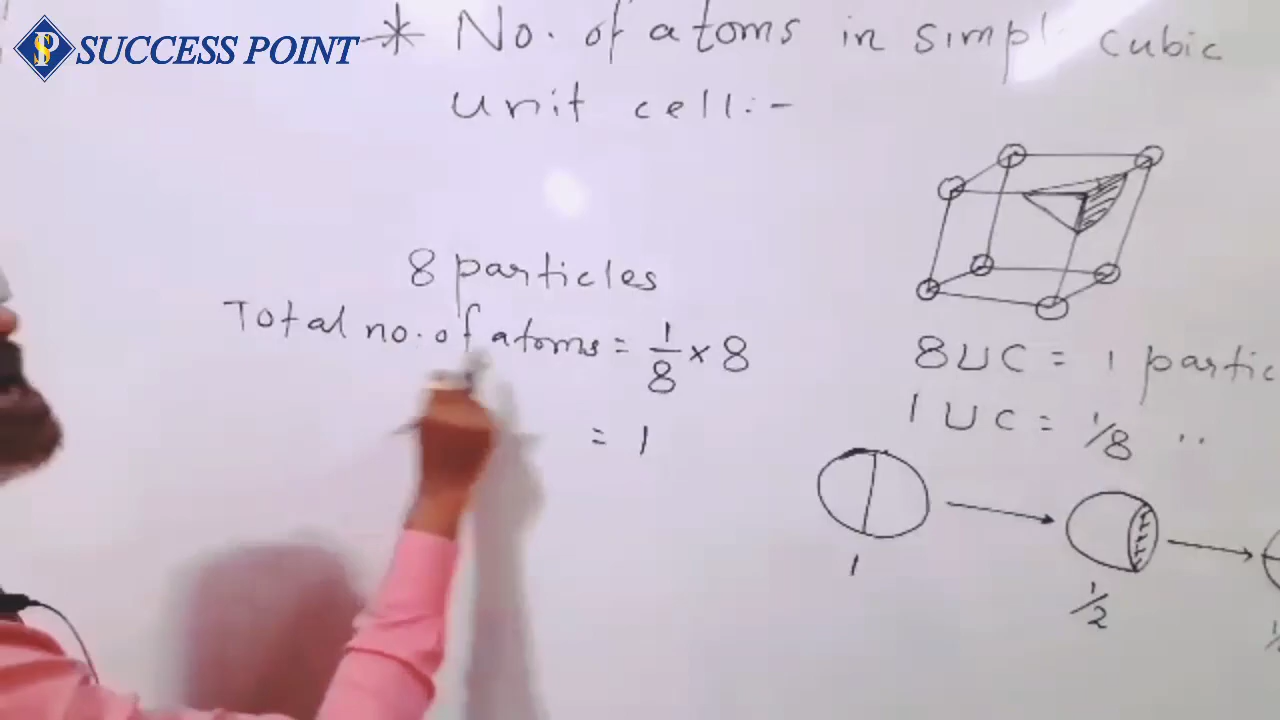 SUCCESS POINT
* No. of atoms in simpl cubic
unit cell:-
8 particles
Total no. of atoms = 1/8 × 8
= 1
8 UC = 1 partic
1 UC = 1/8 "
1
1/2